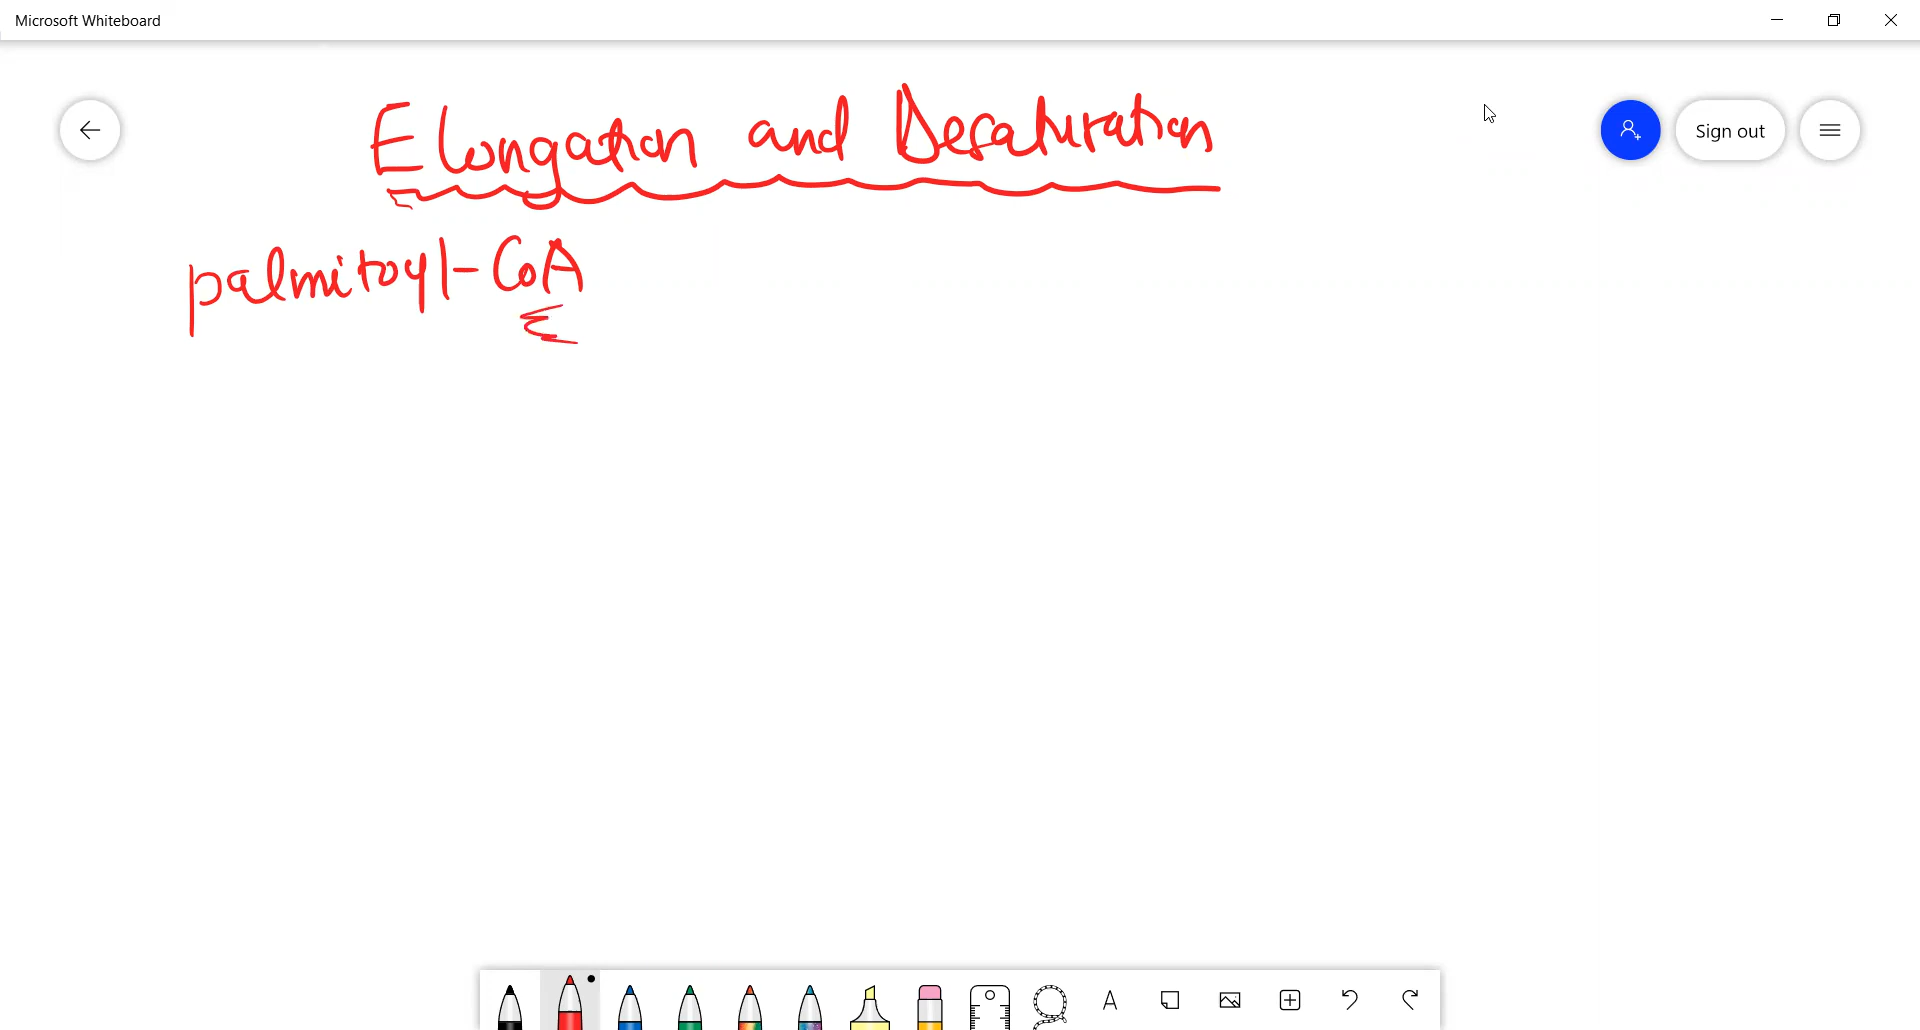 Microsoft Whiteboard
Elongation and Desaturation
Sign out
palmitoyl-CoA